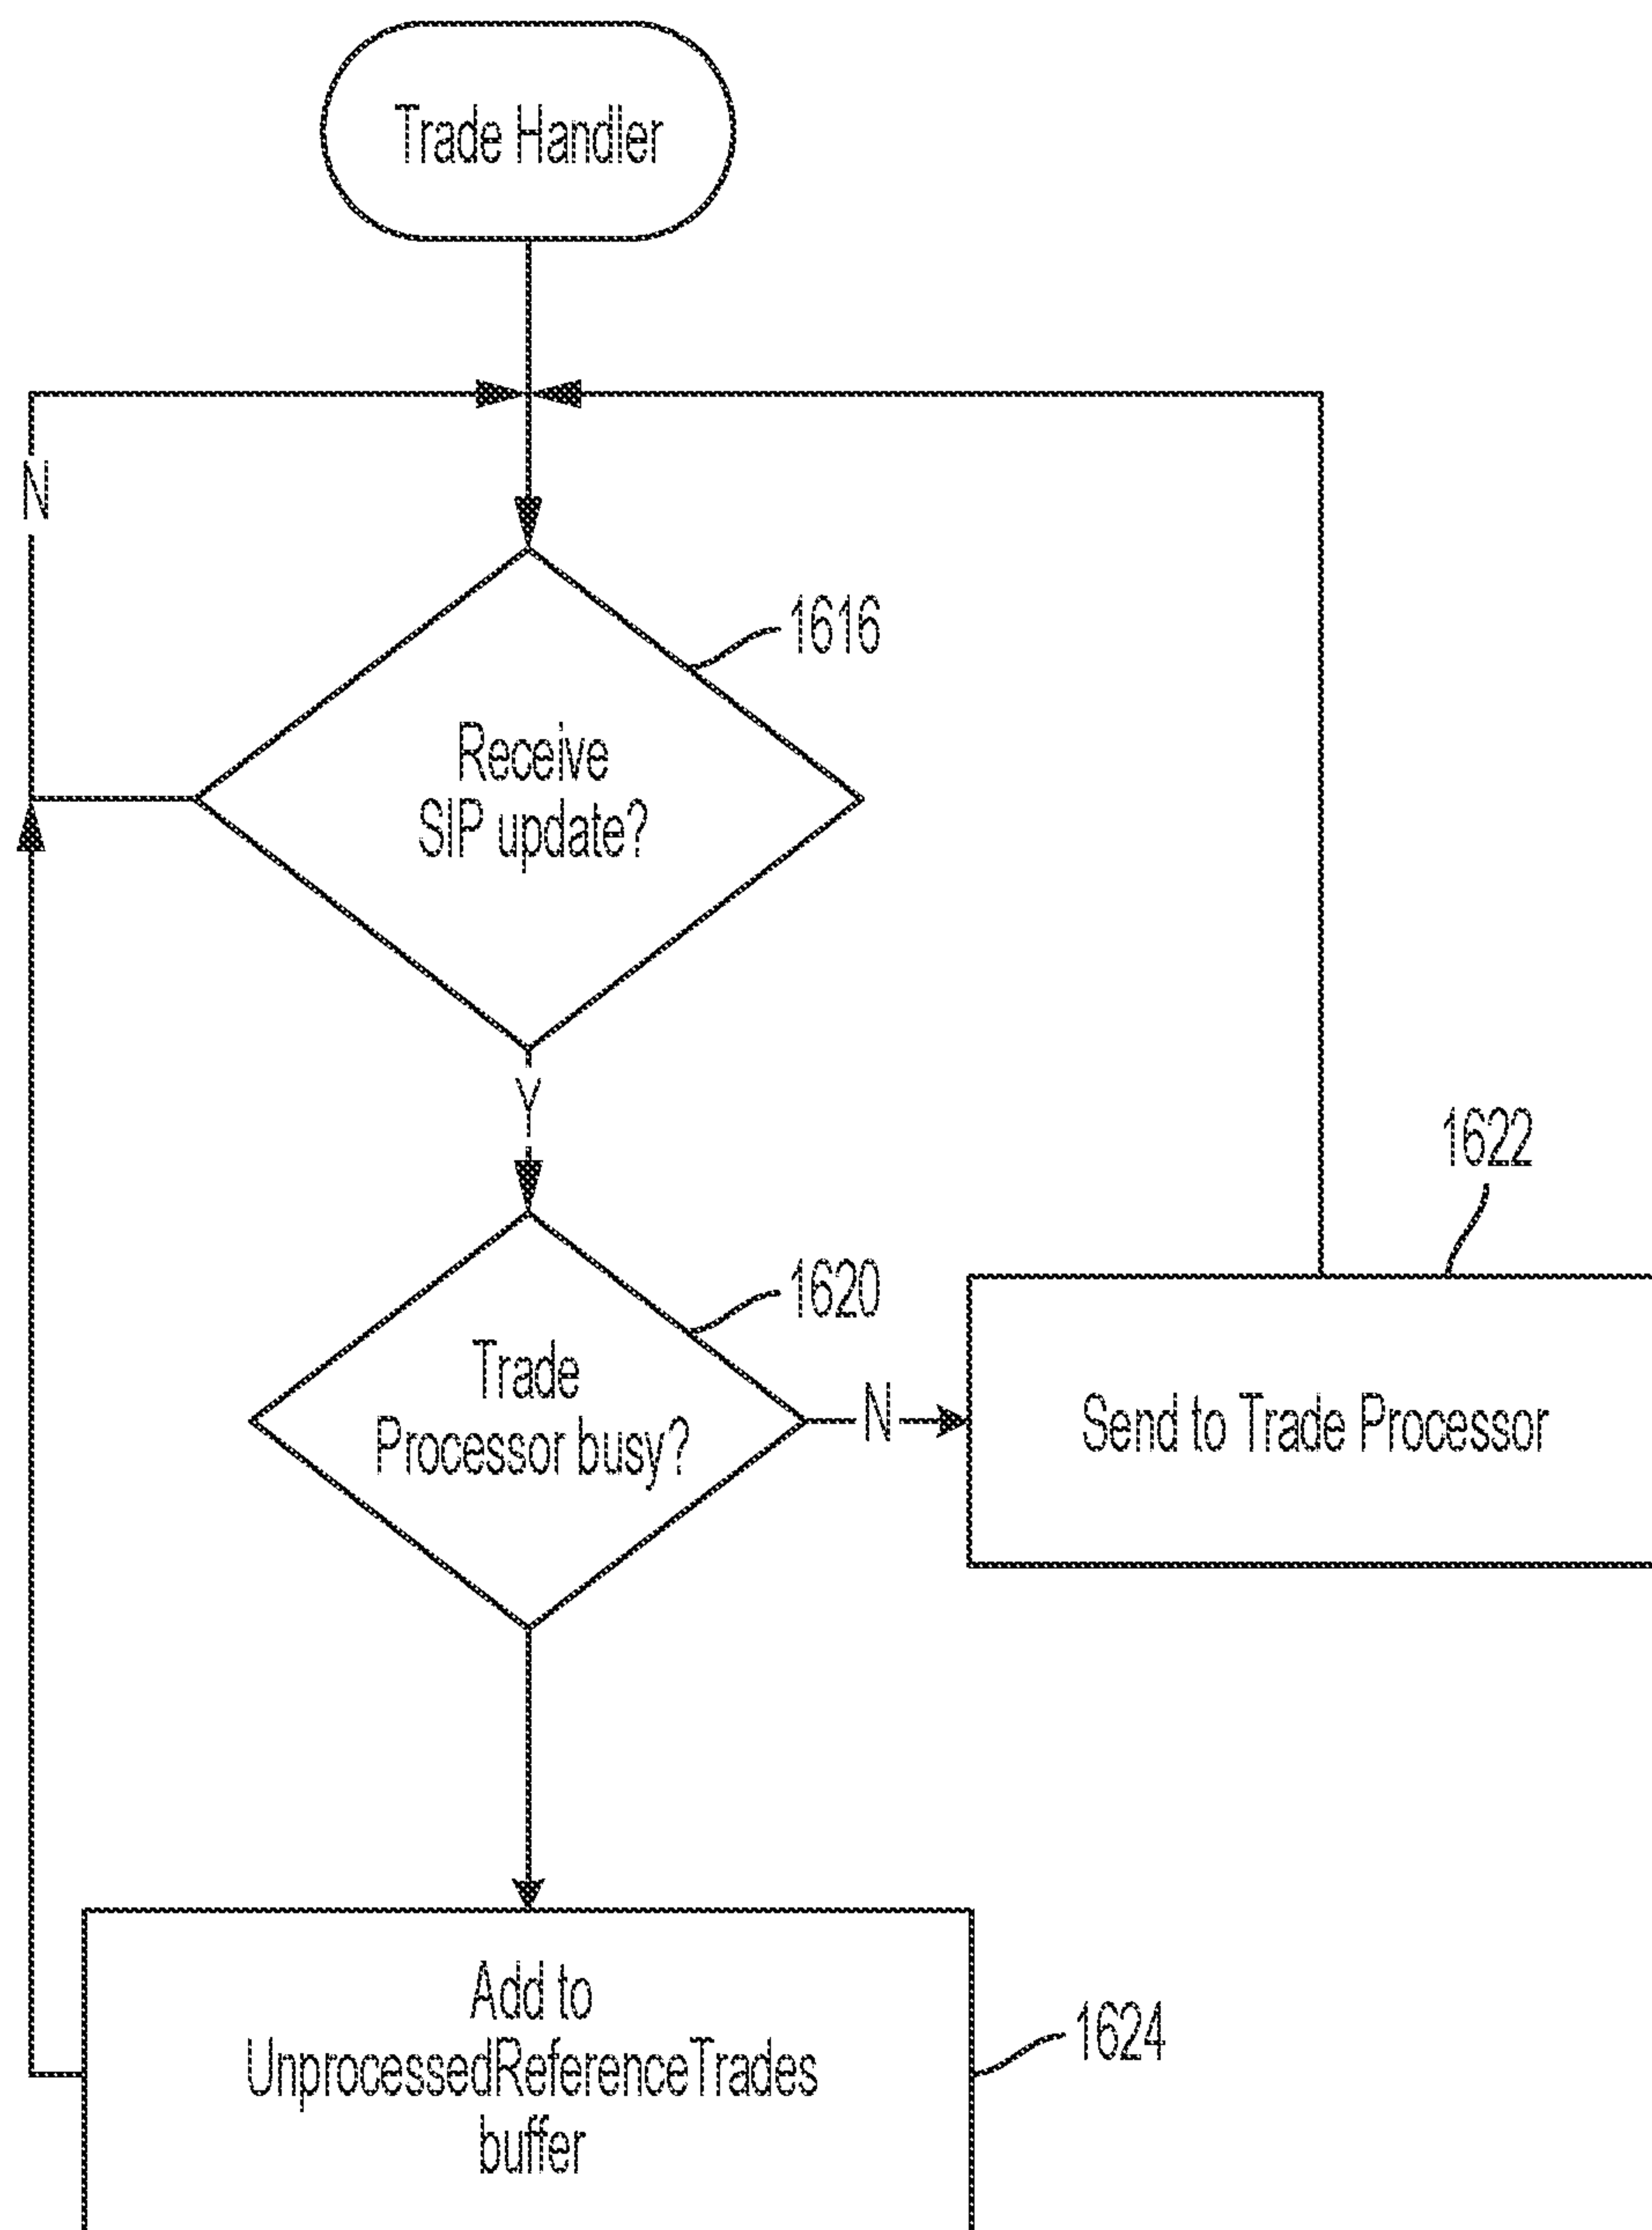 Trade Handler
N
1616
Receive
SIP update?
Y
1622
1620
Trade
Processor busy?
N
Send to Trade Processor
Add to
UnprocessedReferenceTrades
buffer
1624